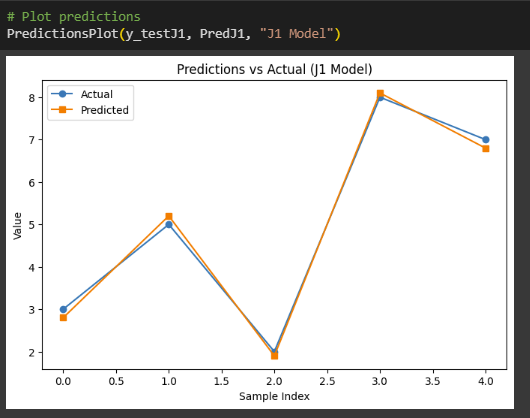 # Plot predictions
PredictionsPlot(y_testJ1, PredJ1, "J1 Model")
Predictions vs Actual (J1 Model)
Actual
Predicted
8
7
6
5
4
3
2
Value
0.0 0.5 1.0 1.5 2.0 2.5 3.0 3.5 4.0
Sample Index